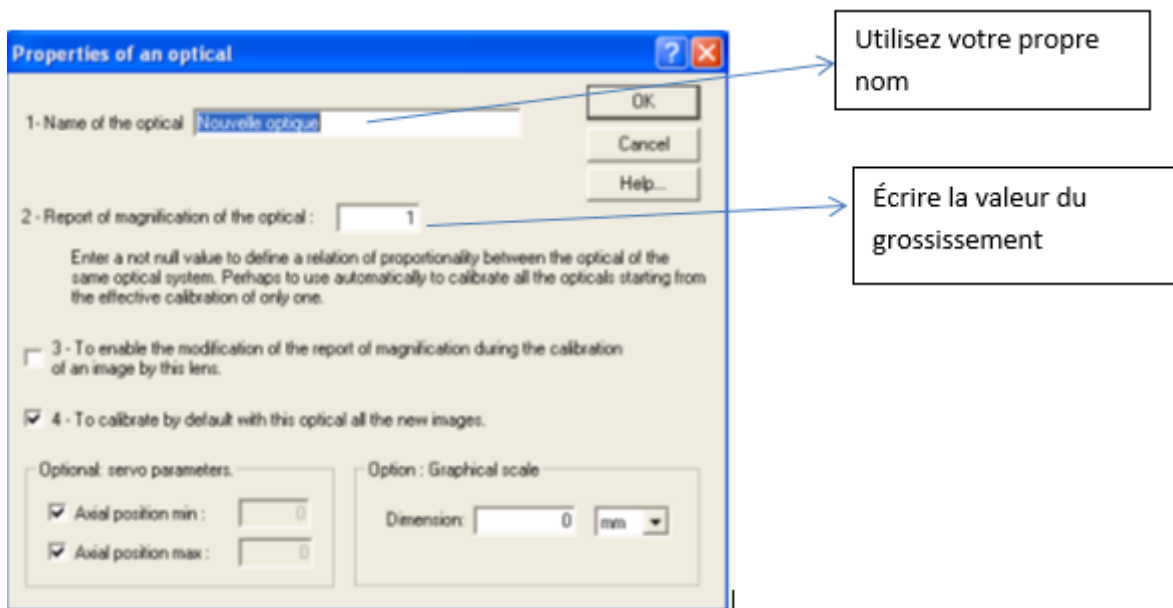 Properties of an optical
Utilisez votre propre
nom
OK
1- Name of the optical Nouvelle optique
Cancel
Help...
Écrire la valeur du
grossissement
2 - Report of magnification of the optical : 1
Enter a not null value to define a relation of proportionality between the optical of the
same optical system. Perhaps to use automatically to calibrate all the opticals starting from
the effective calibration of only one.
3 - To enable the modification of the report of magnification during the calibration
of an image by this lens.
4 - To calibrate by default with this optical all the new images.
Optional: servo parameters.
Axial position min : 0
Axial position max : 0
Option : Graphical scale
Dimension: 0 mm